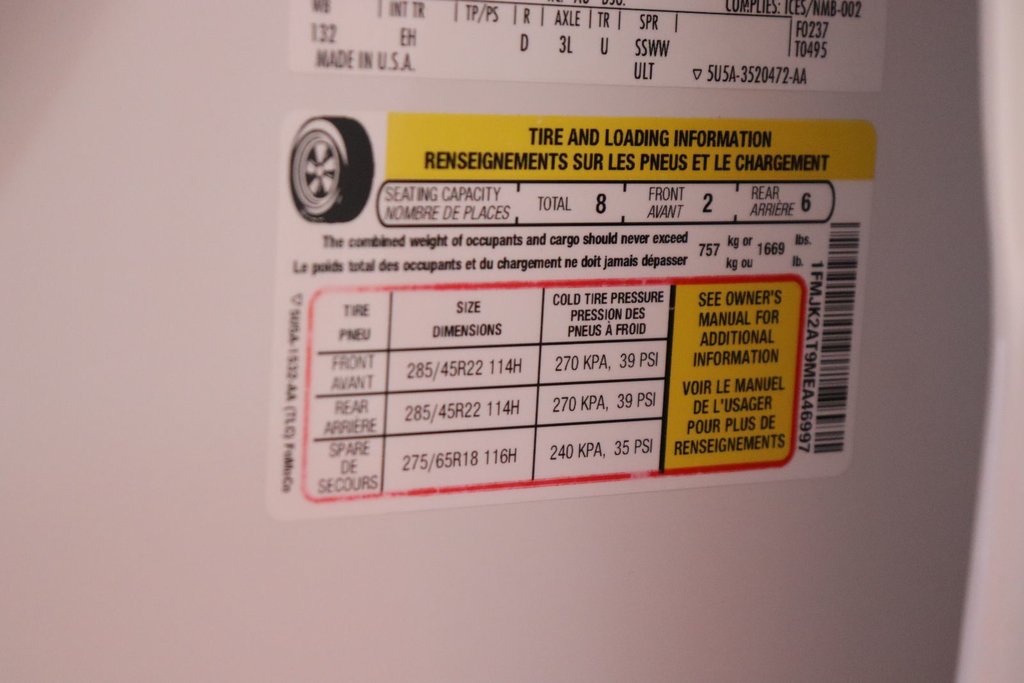 COMPLIES: ICES/NMB-002
INT TR TP/PS R AXLE TR SPR F0237
132 EH D 3L U SSWW T0495
MADE IN U.S.A. ULT ▽ 5U5A-3520472-AA
TIRE AND LOADING INFORMATION
RENSEIGNEMENTS SUR LES PNEUS ET LE CHARGEMENT
SEATING CAPACITY
NOMBRE DE PLACES
TOTAL 8
FRONT
AVANT
2
REAR
ARRIÈRE
6
The combined weight of occupants and cargo should never exceed
Le poids total des occupants et du chargement ne doit jamais dépasser
757 kg or 1669 lbs.
kg ou lb.
TIRE
PNEU
SIZE
DIMENSIONS
COLD TIRE PRESSURE
PRESSION DES
PNEUS À FROID
FRONT
AVANT
285/45R22 114H
270 KPA, 39 PSI
REAR
ARRIÈRE
285/45R22 114H
270 KPA, 39 PSI
SPARE
DE
SECOURS
275/65R18 116H
240 KPA, 35 PSI
SEE OWNER'S
MANUAL FOR
ADDITIONAL
INFORMATION
VOIR LE MANUEL
DE L'USAGER
POUR PLUS DE
RENSEIGNEMENTS
1FMJK2AT9MEA46997
▽ 5U5A-1532-AA (TLC) FoMoCo